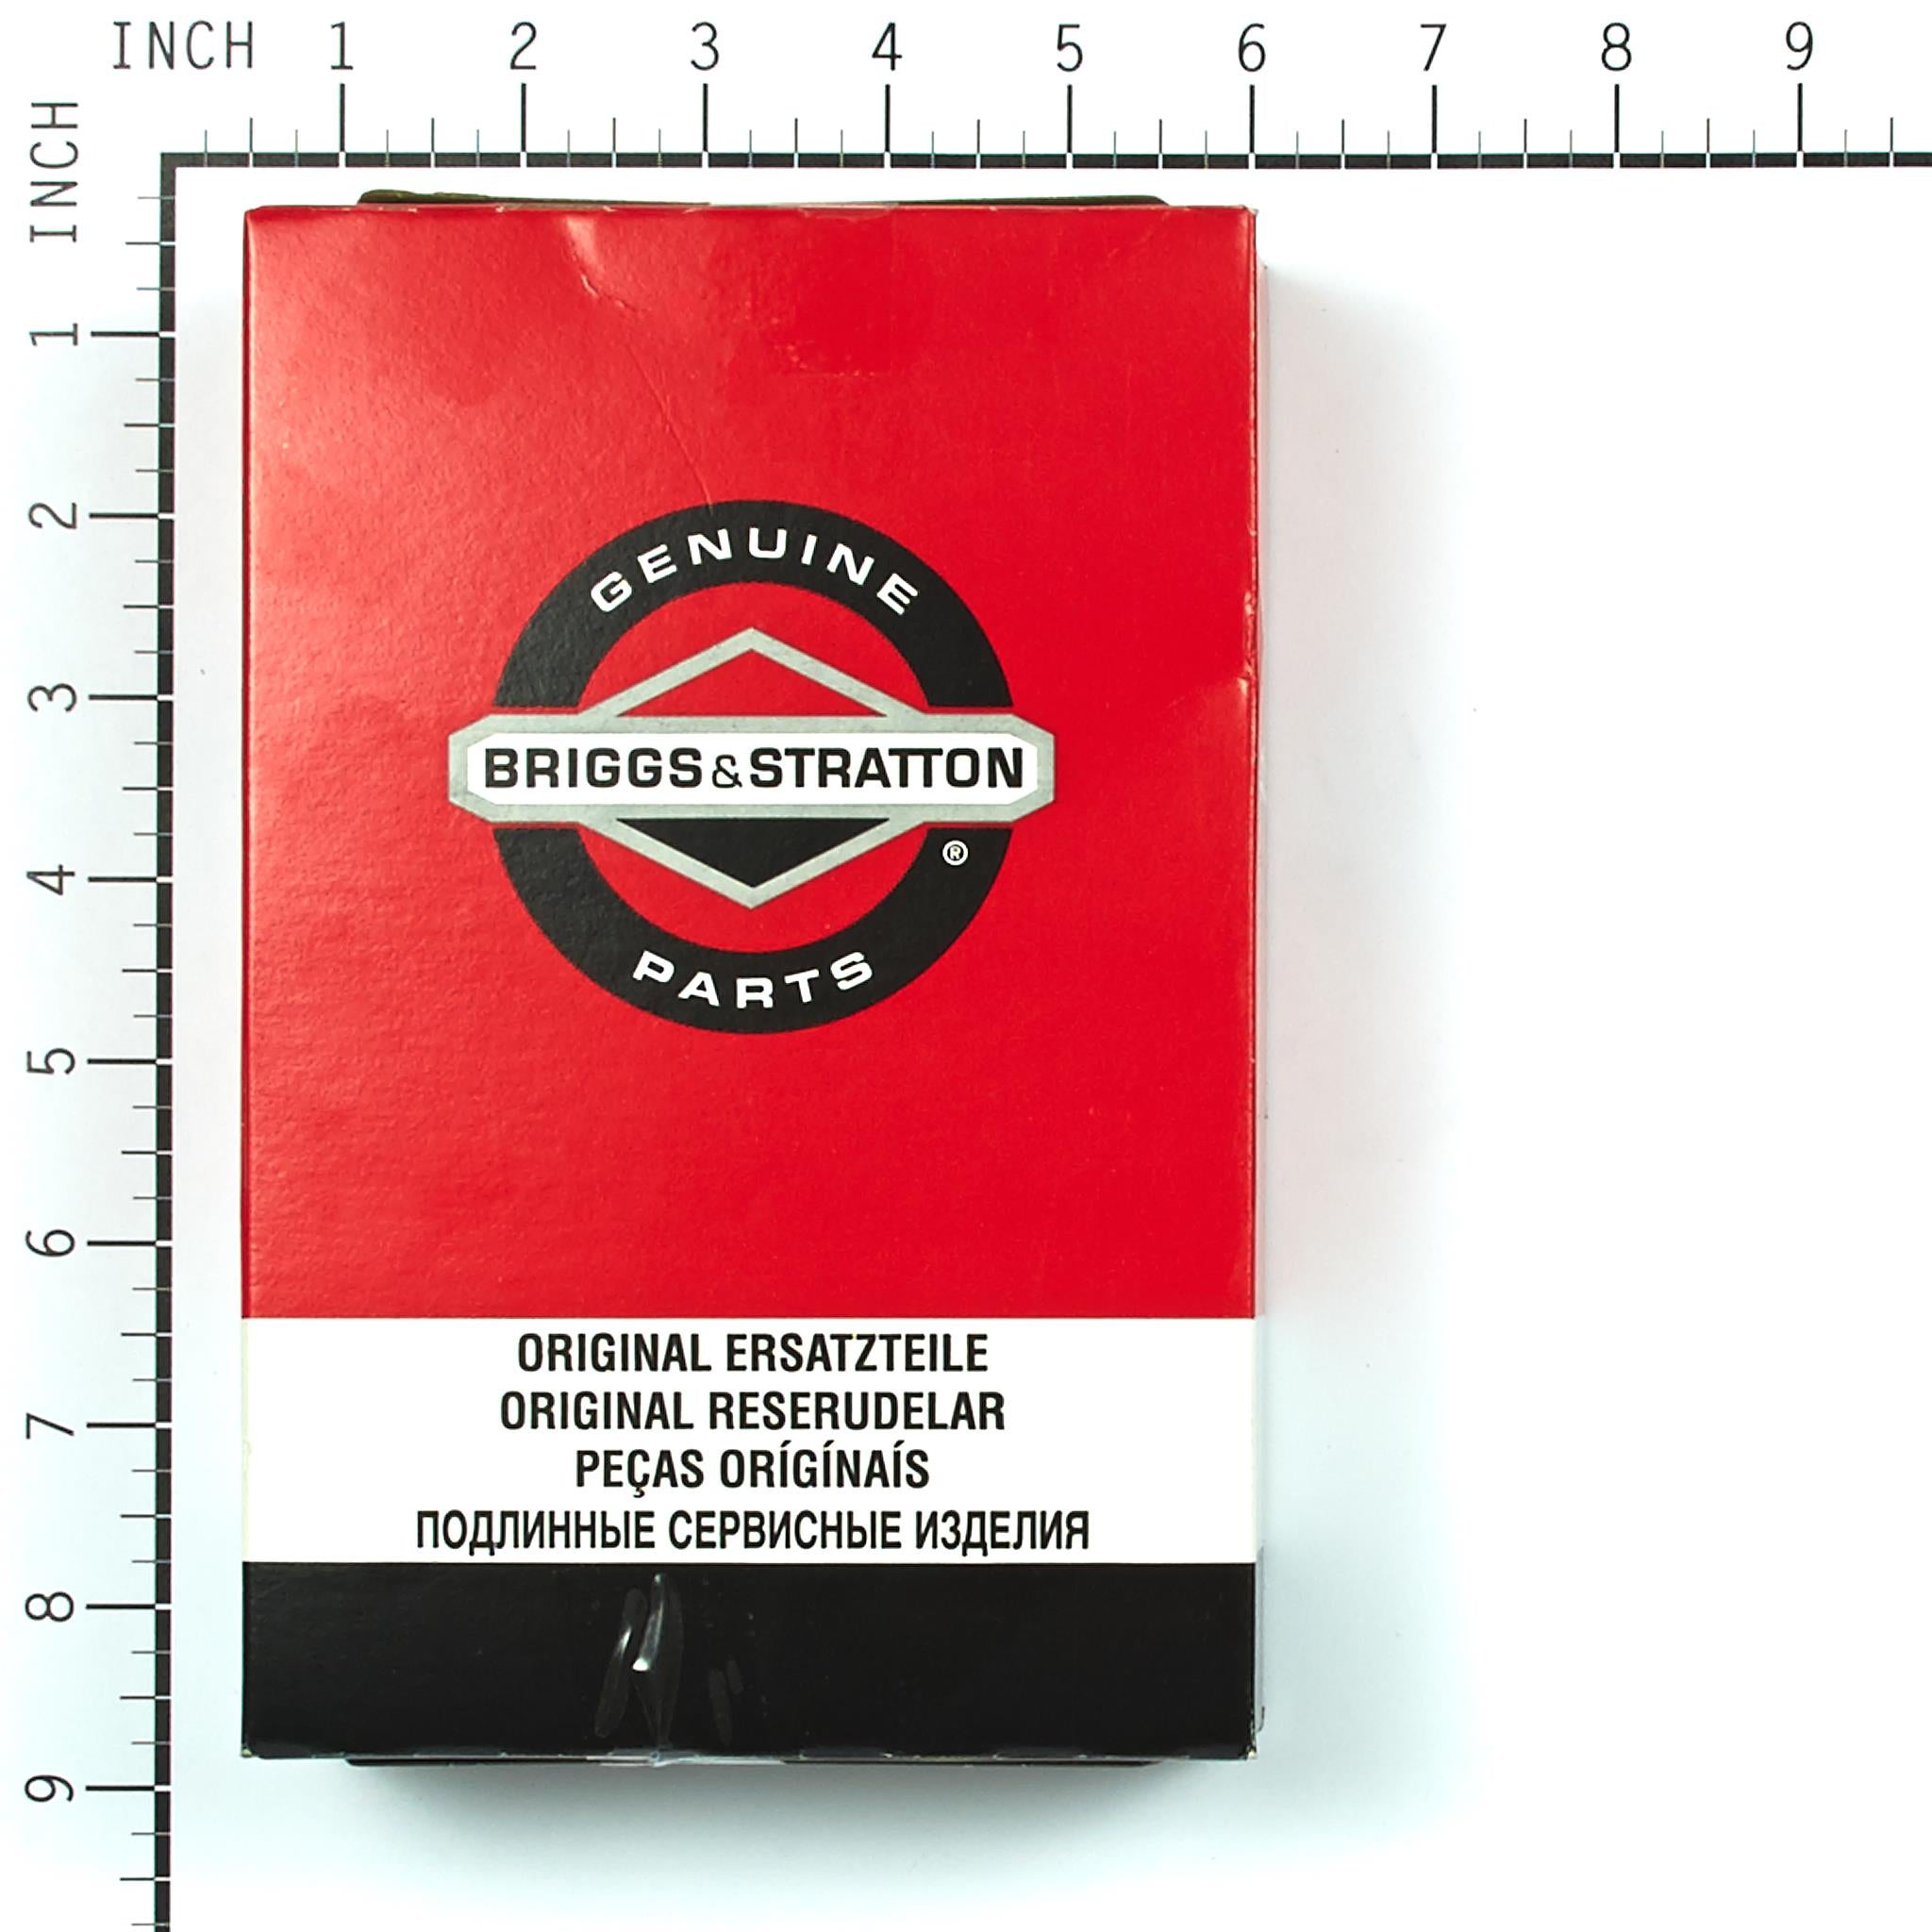 INCH 1 2 3 4 5 6 7 8 9
INCH
1
2
3
4
5
6
7
8
9
GENUINE
BRIGGS&STRATTON
®
PARTS
ORIGINAL ERSATZTEILE
ORIGINAL RESERUDELAR
PEÇAS ORÍGÍNAÍS
ПОДЛИННЫЕ СЕРВИСНЫЕ ИЗДЕЛИЯ